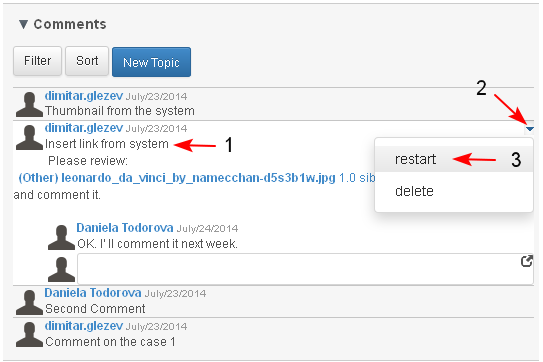 ▼ Comments
Filter Sort New Topic
dimitar.glezev July/23/2014
Thumbnail from the system
2
dimitar.glezev July/23/2014
Insert link from system
1
restart
3
Please review:
(Other) leonardo_da_vinci_by_namecchan-d5s3b1w.jpg 1.0 sib
delete
and comment it.
Daniela Todorova July/24/2014
OK. I' ll comment it next week.
Daniela Todorova July/23/2014
Second Comment
dimitar.glezev July/23/2014
Comment on the case 1